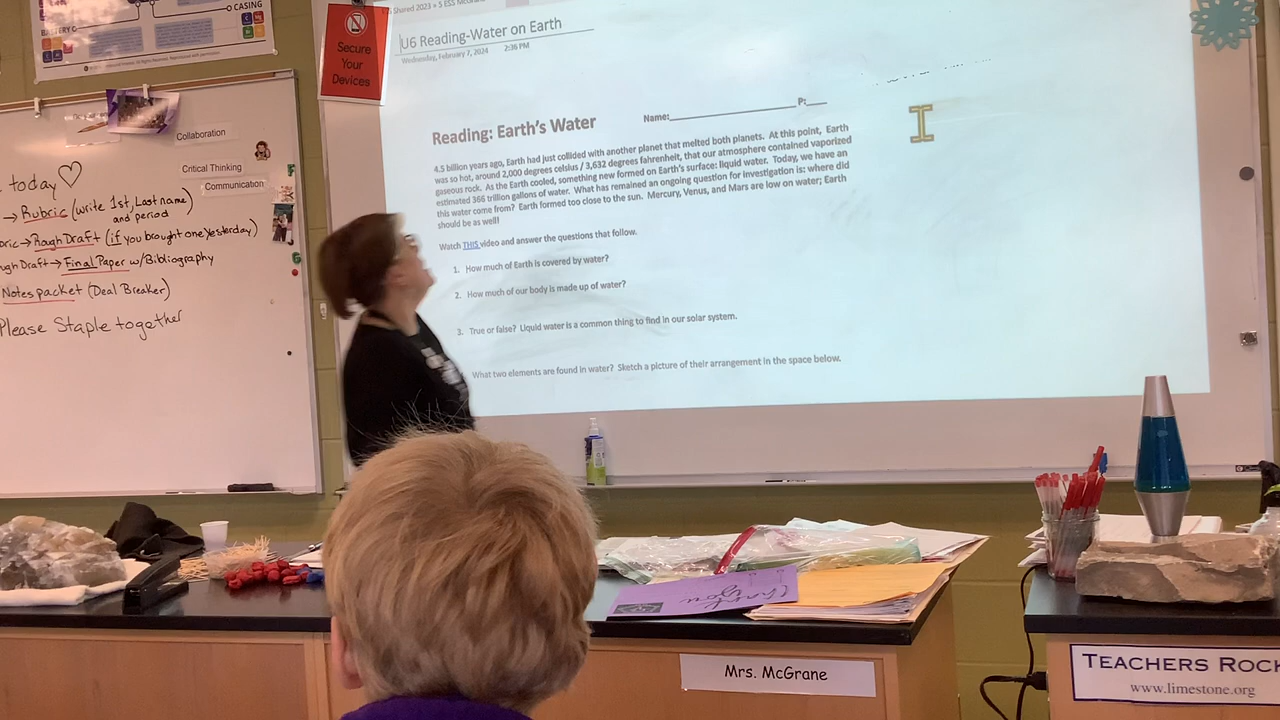 CASING
BATTERY
Secure
Your
Devices
Shared 2023 »
U6 Reading-Water on Earth
Wednesday, February 7, 2024 2:36 PM
Reading: Earth's Water
Name: P:
4.5 billion years ago, Earth had just collided with another planet that melted both planets. At this point, Earth
was so hot, around 2,000 degrees celsius / 3,632 degrees fahrenheit, that our atmosphere contained vaporized
gaseous rock. As the Earth cooled, something new formed on Earth's surface: liquid water. Today, we have an
estimated 366 trillion gallons of water. What has remained an ongoing question for investigation is: where did
this water come from? Earth formed too close to the sun. Mercury, Venus, and Mars are low on water; Earth
should be as well!
Watch THIS video and answer the questions that follow.
1. How much of Earth is covered by water?
2. How much of our body is made up of water?
3. True or false? Liquid water is a common thing to find in our solar system.
What two elements are found in water? Sketch a picture of their arrangement in the space below.
Collaboration
Critical Thinking
Communication
today
→ Rubric (write 1st, Last name)
and period
ric → Rough Draft (if you brought one yesterday)
ugh Draft → Final Paper w/Bibliography
Notes packet (Deal Breaker)
Please Staple together
Thank
you
Mrs. McGrane
TEACHERS ROCK
www.limestone.org